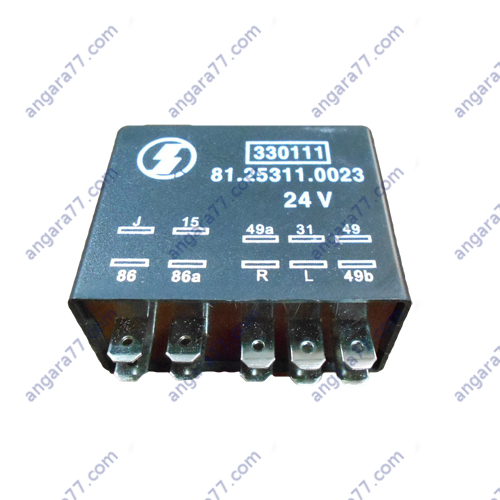 330111
81.25311.0023
24 V
J 15 49a 31 49
86 86a R L 49b
angara77.com